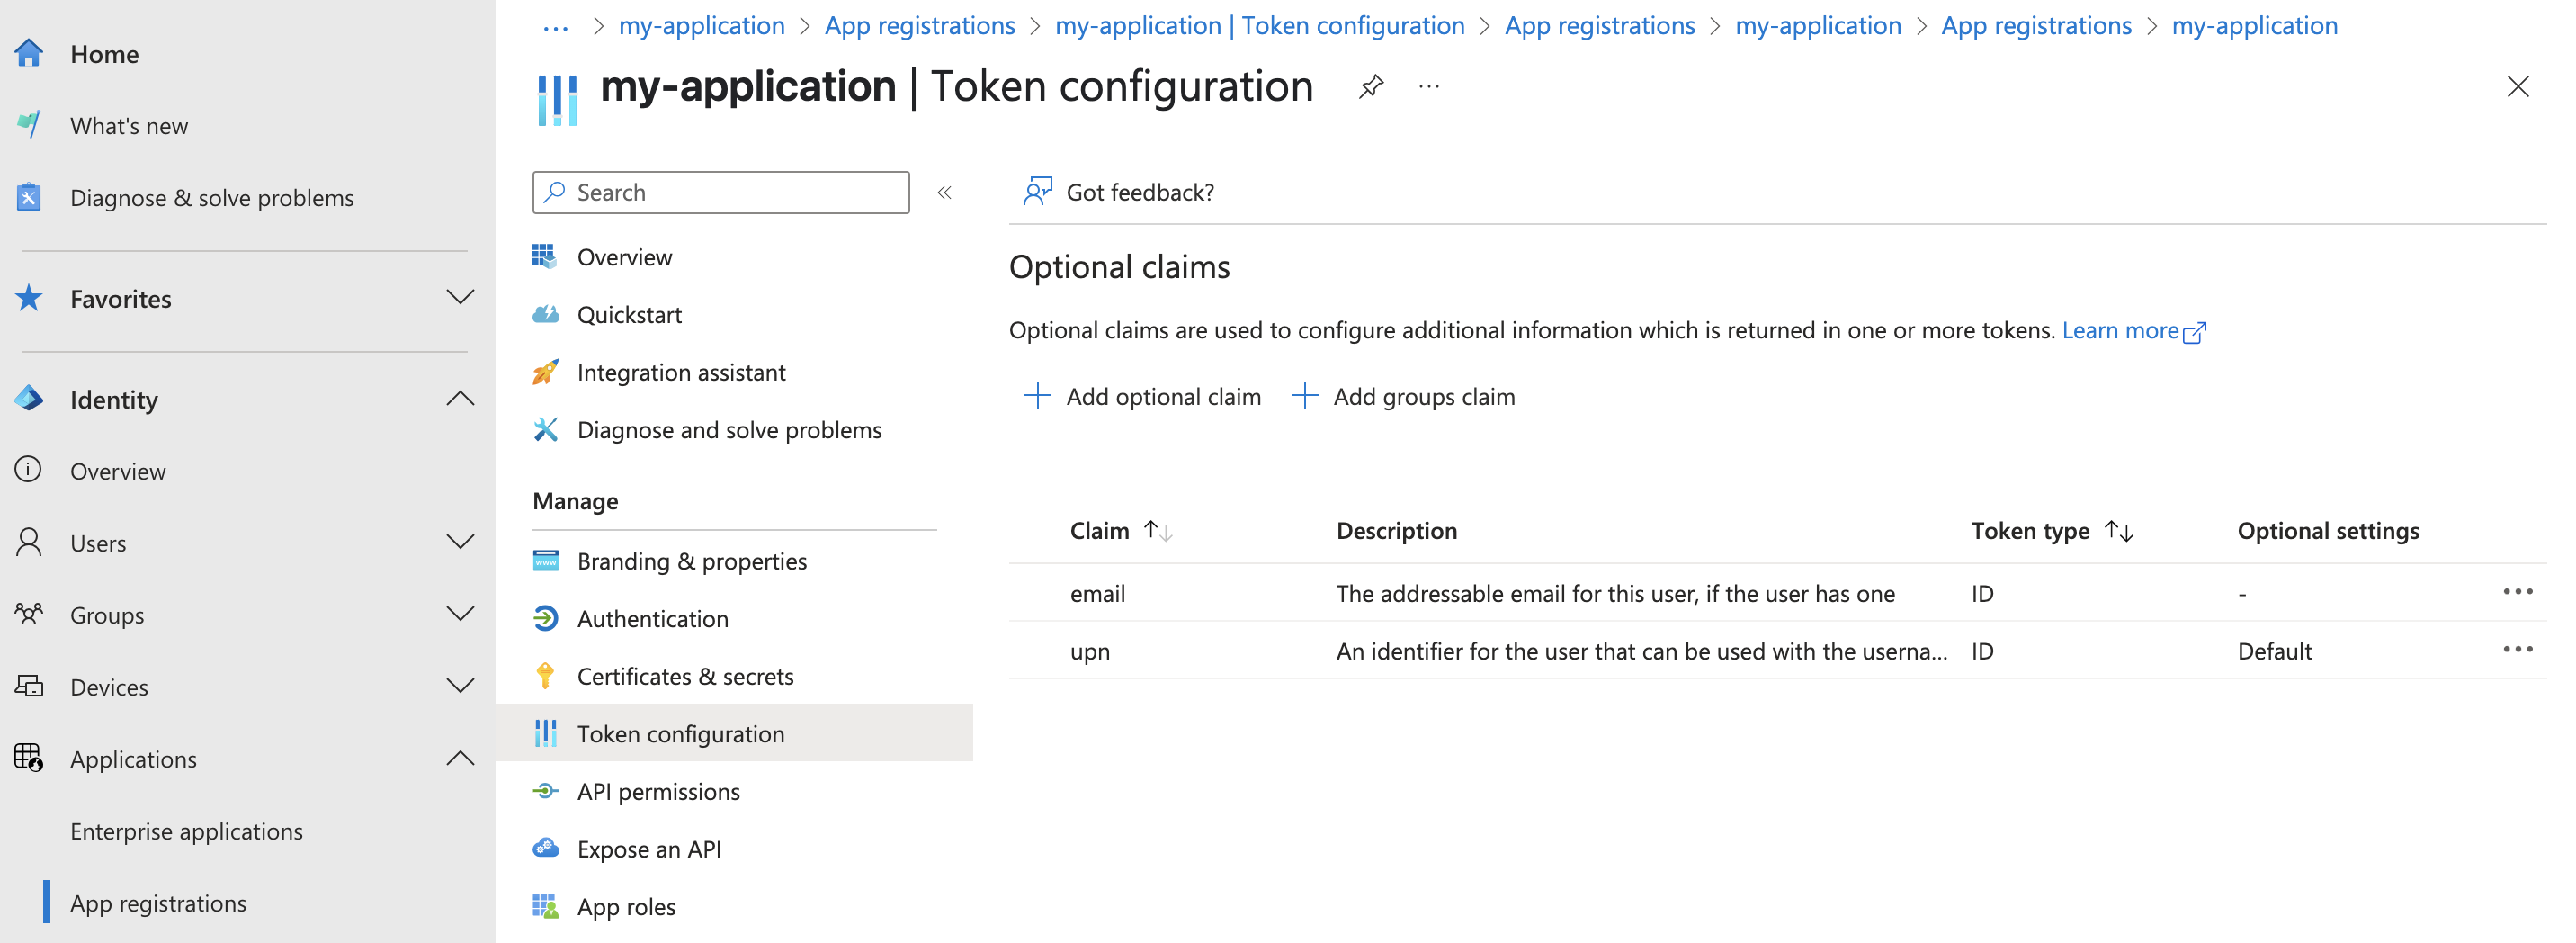 Home
What's new
Diagnose & solve problems
Favorites
Identity
Overview
Users
Groups
Devices
Applications
Enterprise applications
App registrations
... > my-application > App registrations > my-application | Token configuration > App registrations > my-application > App registrations > my-application
my-application | Token configuration ...
Search
Overview
Quickstart
Integration assistant
Diagnose and solve problems
Manage
Branding & properties
Authentication
Certificates & secrets
Token configuration
API permissions
Expose an API
App roles
Got feedback?
Optional claims
Optional claims are used to configure additional information which is returned in one or more tokens. Learn more
Add optional claim Add groups claim
Claim Description Token type Optional settings
email The addressable email for this user, if the user has one ID -
upn An identifier for the user that can be used with the userna... ID Default